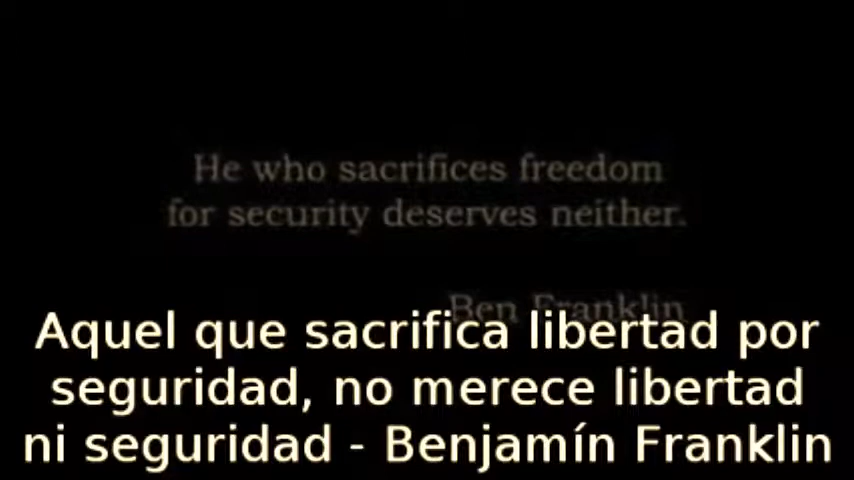 He who sacrifices freedom
for security deserves neither.
Ben Franklin
Aquel que sacrifica libertad por
seguridad, no merece libertad
ni seguridad - Benjamín Franklin